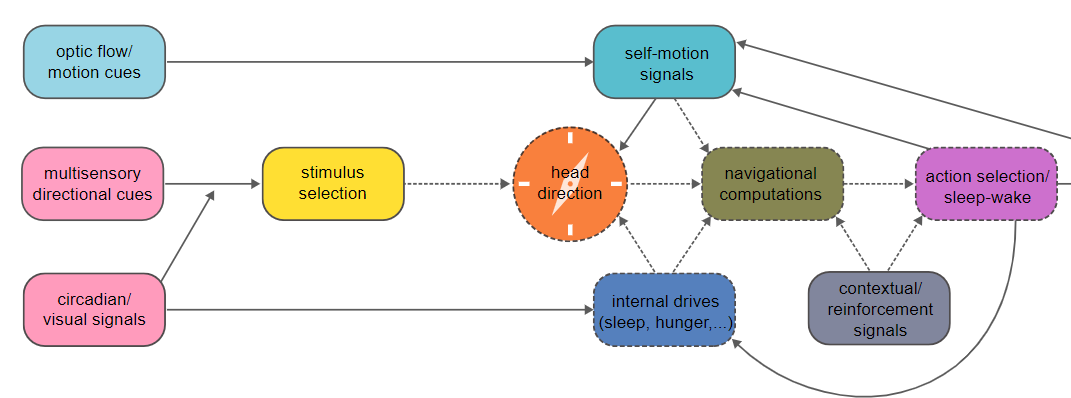 optic flow/
motion cues
self-motion
signals
multisensory
directional cues
stimulus
selection
head
direction
navigational
computations
action selection/
sleep-wake
circadian/
visual signals
internal drives
(sleep, hunger,...)
contextual/
reinforcement
signals